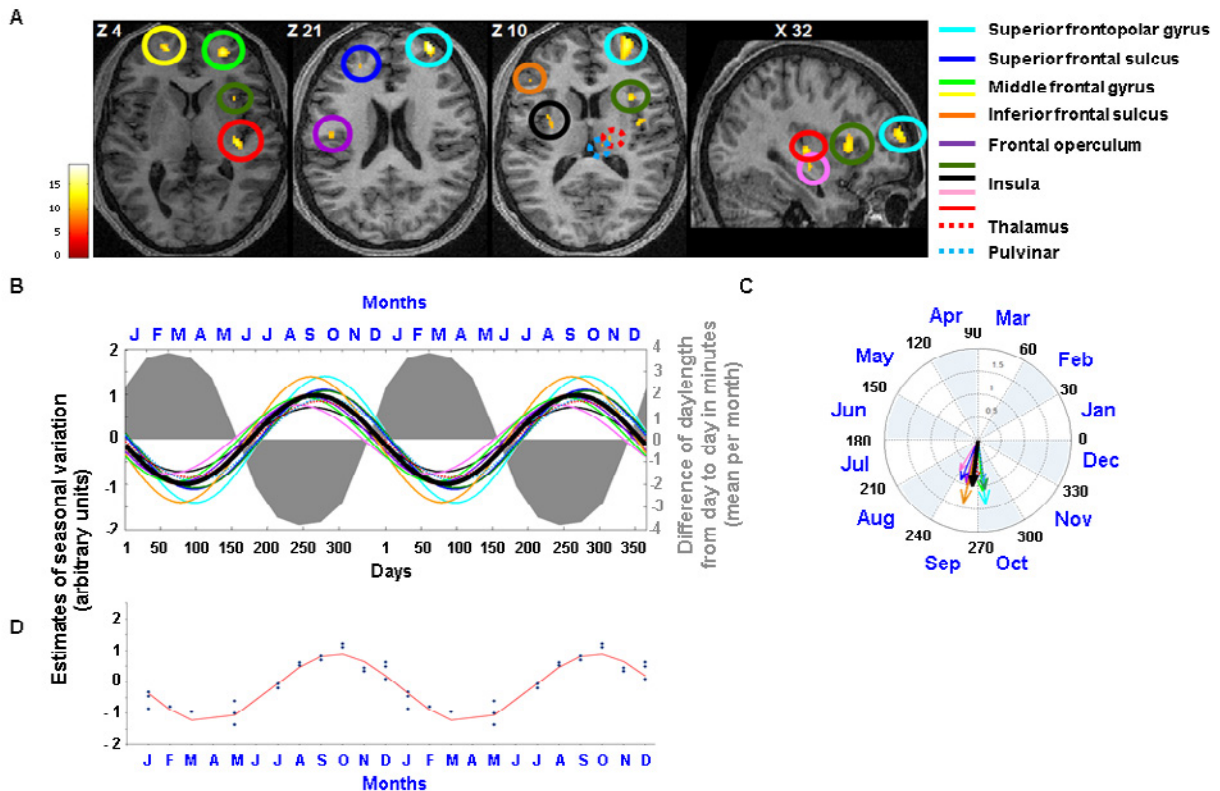 A
Z 4
Z 21
Z 10
X 32
15
10
5
0
Superior frontopolar gyrus
Superior frontal sulcus
Middle frontal gyrus
Inferior frontal sulcus
Frontal operculum
Insula
Thalamus
Pulvinar
B
Months
J F M A M J J A S O N D J F M A M J J A S O N D
2
1
0
-1
-2
4
3
2
1
0
-1
-2
-3
-4
1 50 100 150 200 250 300 1 50 100 150 200 250 300 350
Days
Estimates of seasonal variation
(arbitrary units)
Difference of daylength
from day to day in minutes
(mean per month)
C
Apr
90
Mar
120
60
May
Feb
150
1.5
1
0.5
30
Jun
Jan
180
0
Jul
Dec
210
330
Aug
Nov
240
300
270
Sep
Oct
D
2
1
0
- 1
- 2
J F M A M J J A S O N D J F M A M J J A S O N D
Months